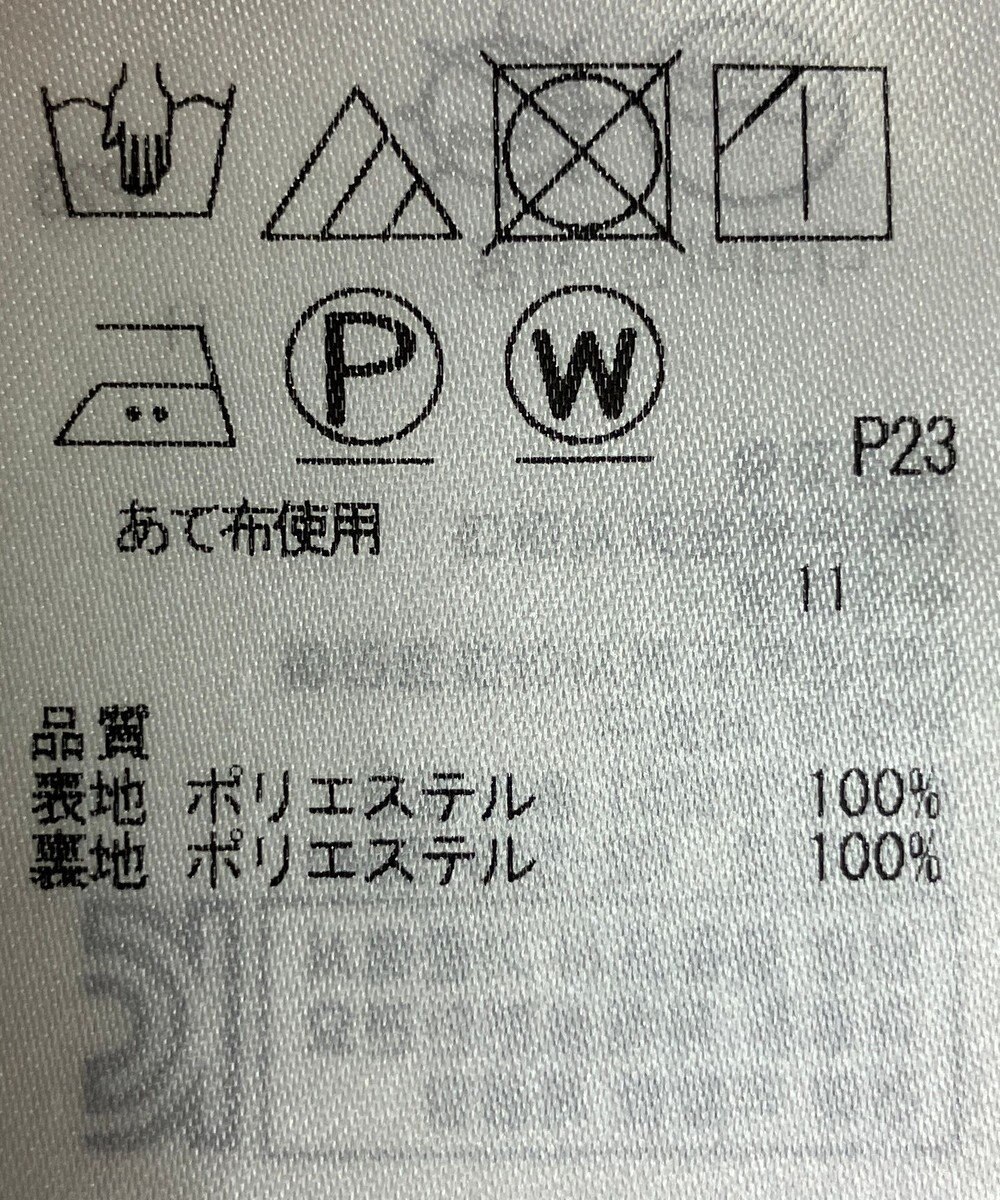 P W
P23
あて布使用
11
品質
表地 ポリエステル 100%
裏地 ポリエステル 100%